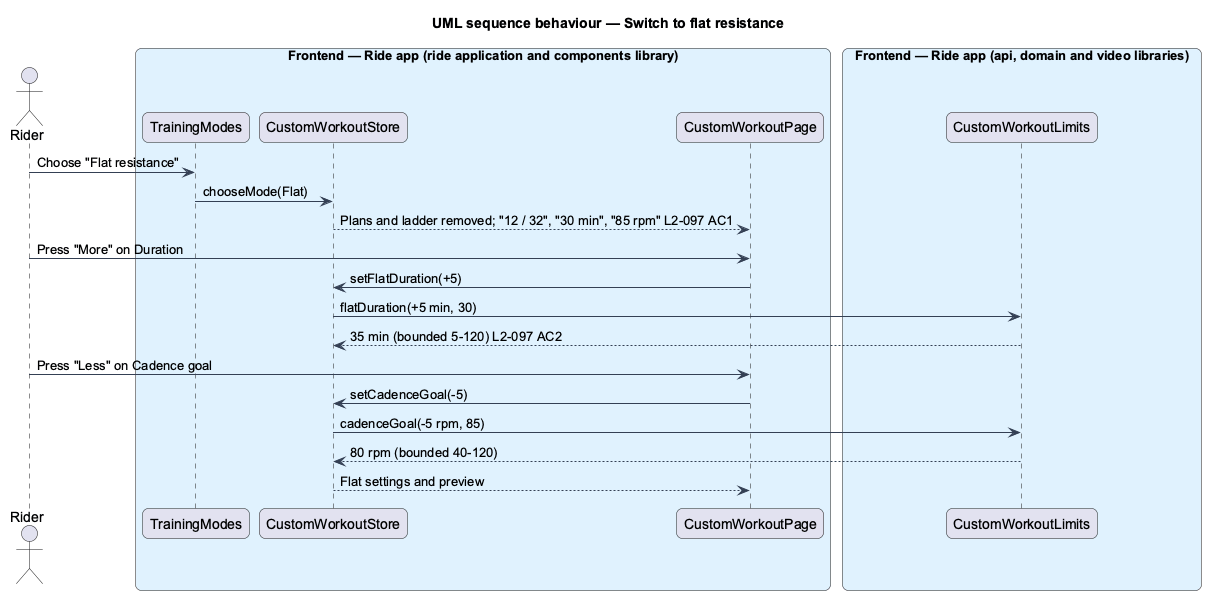 UML sequence behaviour — Switch to flat resistance
Frontend — Ride app (ride application and components library)
Frontend — Ride app (api, domain and video libraries)
Rider
TrainingModes
CustomWorkoutStore
CustomWorkoutPage
CustomWorkoutLimits
Choose "Flat resistance"
chooseMode(Flat)
Plans and ladder removed; "12 / 32", "30 min", "85 rpm" L2-097 AC1
Press "More" on Duration
setFlatDuration(+5)
flatDuration(+5 min, 30)
35 min (bounded 5-120) L2-097 AC2
Press "Less" on Cadence goal
setCadenceGoal(-5)
cadenceGoal(-5 rpm, 85)
80 rpm (bounded 40-120)
Flat settings and preview
Rider
TrainingModes
CustomWorkoutStore
CustomWorkoutPage
CustomWorkoutLimits